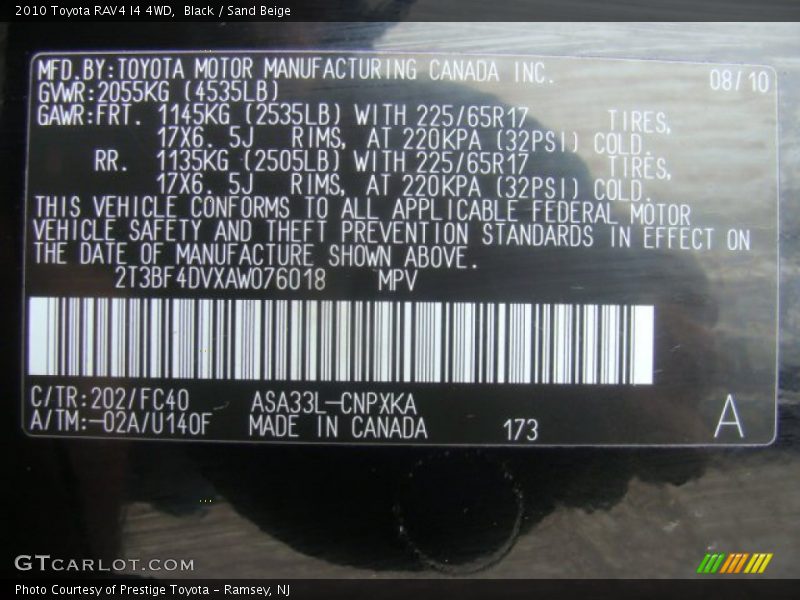 2010 Toyota RAV4 I4 4WD,  Black / Sand Beige
MFD.BY:TOYOTA MOTOR MANUFACTURING CANADA INC. 08/10
GVWR:2055KG (4535LB)
GAWR:FRT. 1145KG (2535LB) WITH 225/65R17 TIRES,
17X6. 5J RIMS, AT 220KPA (32PSI) COLD.
RR. 1135KG (2505LB) WITH 225/65R17 TIRES,
17X6. 5J RIMS, AT 220KPA (32PSI) COLD.
THIS VEHICLE CONFORMS TO ALL APPLICABLE FEDERAL MOTOR
VEHICLE SAFETY AND THEFT PREVENTION STANDARDS IN EFFECT ON
THE DATE OF MANUFACTURE SHOWN ABOVE.
2T3BF4DVXAW076018 MPV
C/TR:202/FC40 ASA33L-CNPXKA
A/TM:-02A/U140F MADE IN CANADA 173 A
GTCARLOT.COM
Photo Courtesy of Prestige Toyota - Ramsey, NJ